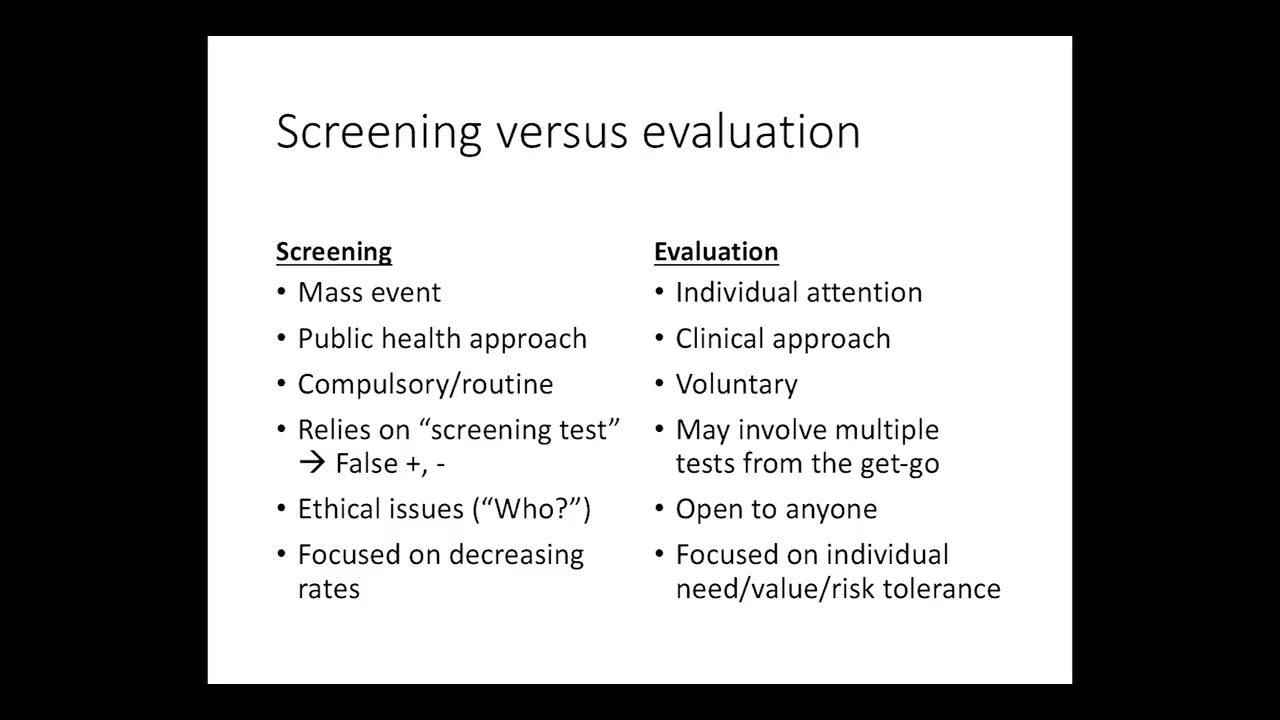 Screening versus evaluation
Screening
• Mass event
• Public health approach
• Compulsory/routine
• Relies on “screening test”
→ False +, -
• Ethical issues (“Who?”)
• Focused on decreasing
rates
Evaluation
• Individual attention
• Clinical approach
• Voluntary
• May involve multiple
tests from the get-go
• Open to anyone
• Focused on individual
need/value/risk tolerance